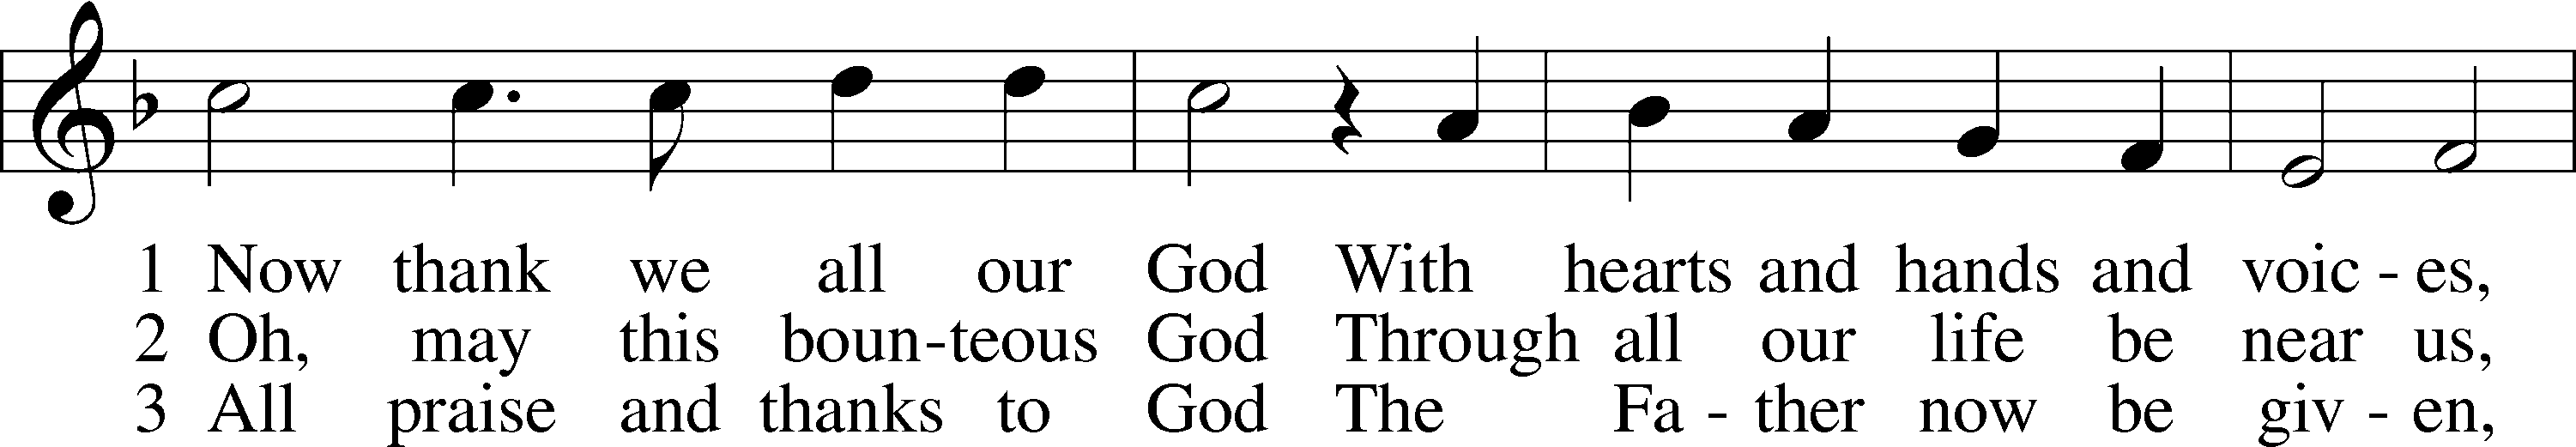 1 Now thank we all our God With hearts and hands and voic - es,
2 Oh, may this boun-teous God Through all our life be near us,
3 All praise and thanks to God The Fa - ther now be giv - en,